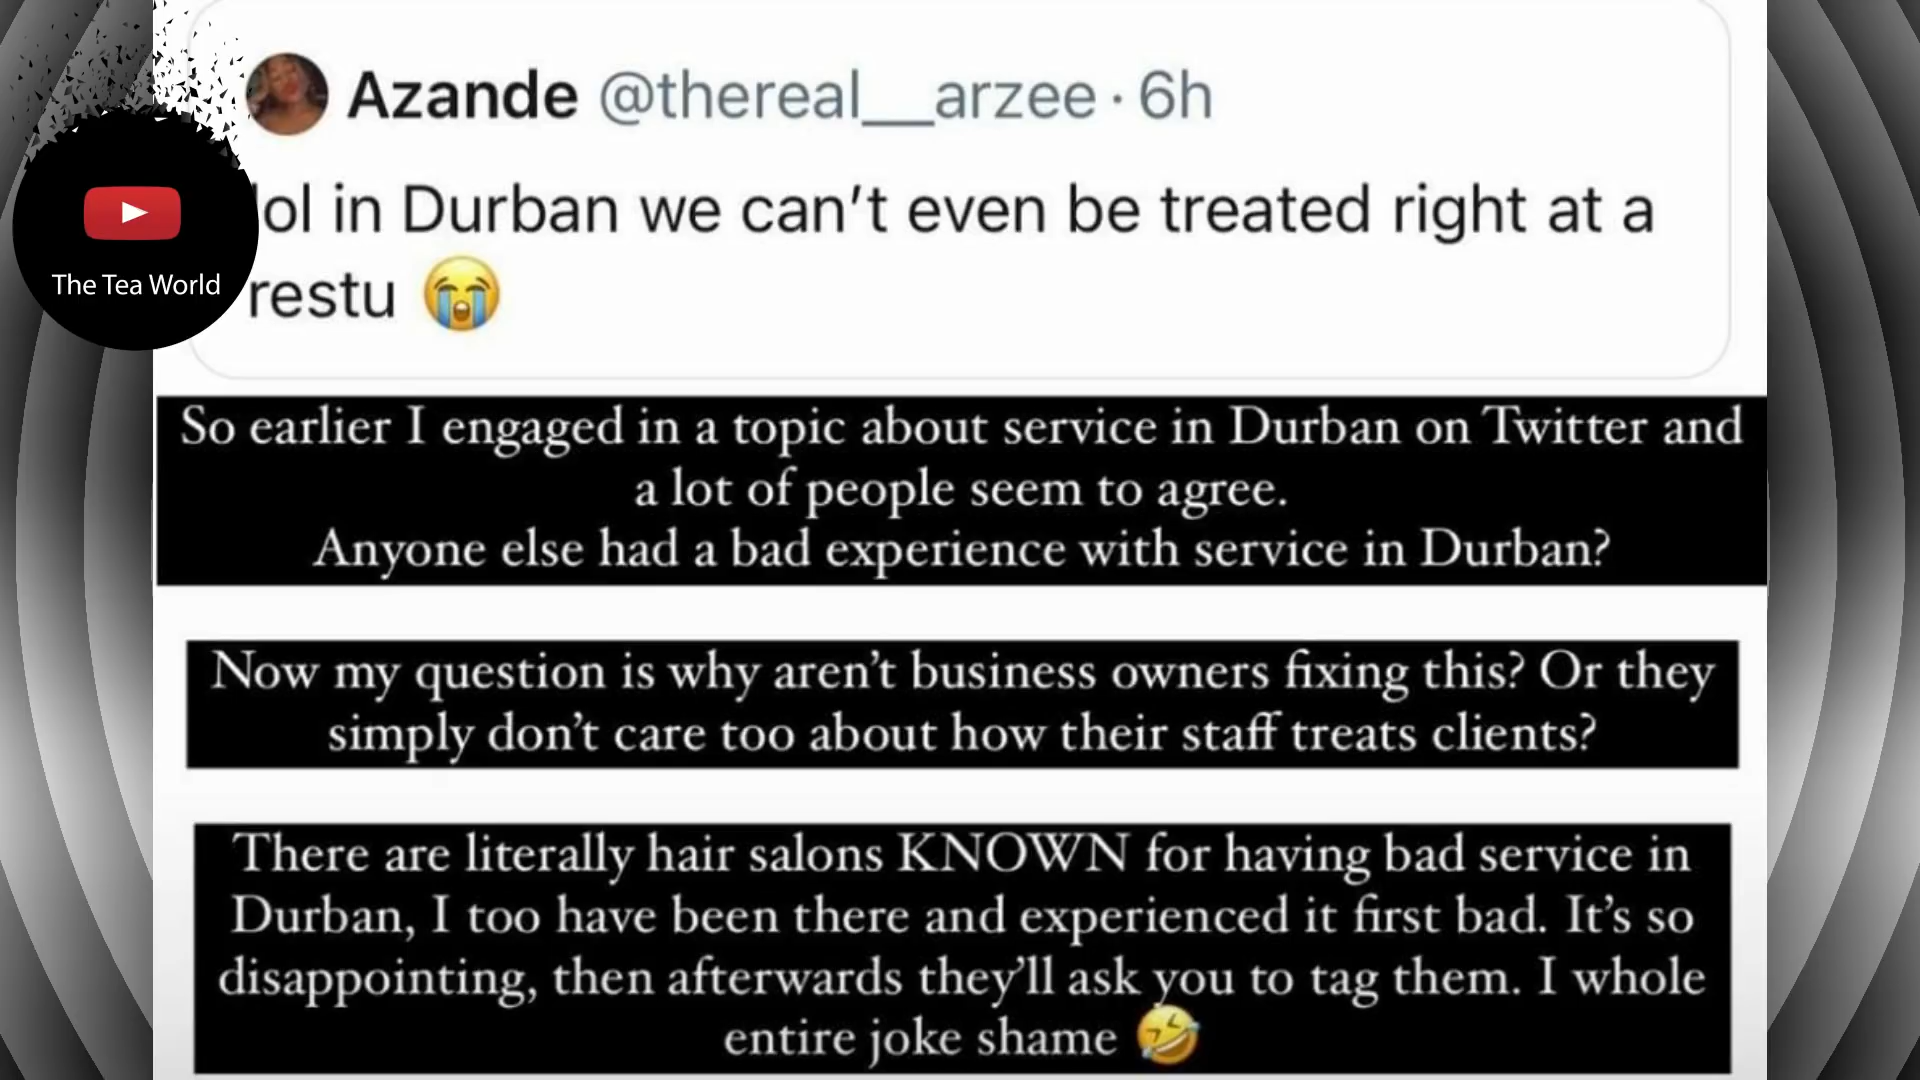 Azande @thereal__arzee · 6h
lol in Durban we can't even be treated right at a
restu 😭
The Tea World
So earlier I engaged in a topic about service in Durban on Twitter and
a lot of people seem to agree.
Anyone else had a bad experience with service in Durban?
Now my question is why aren't business owners fixing this? Or they
simply don't care too about how their staff treats clients?
There are literally hair salons KNOWN for having bad service in
Durban, I too have been there and experienced it first bad. It's so
disappointing, then afterwards they'll ask you to tag them. I whole
entire joke shame 🤣